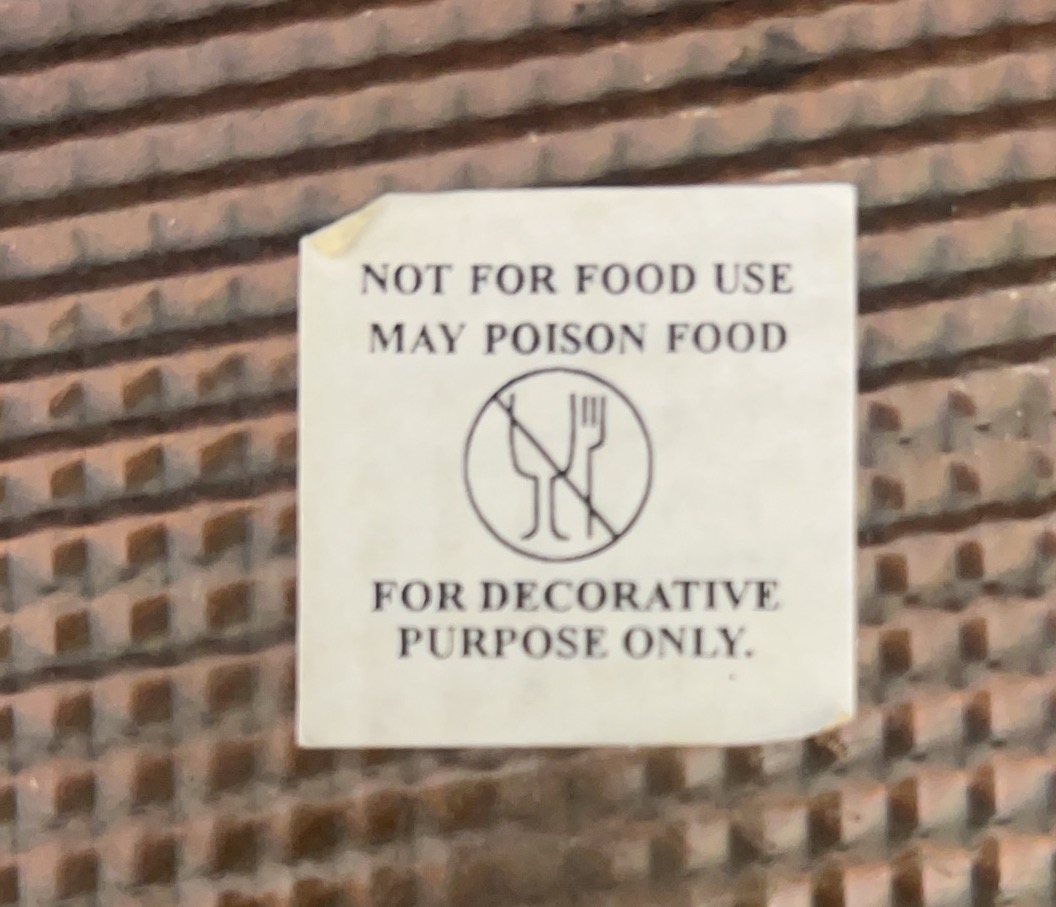 NOT FOR FOOD USE
MAY POISON FOOD
FOR DECORATIVE
PURPOSE ONLY.